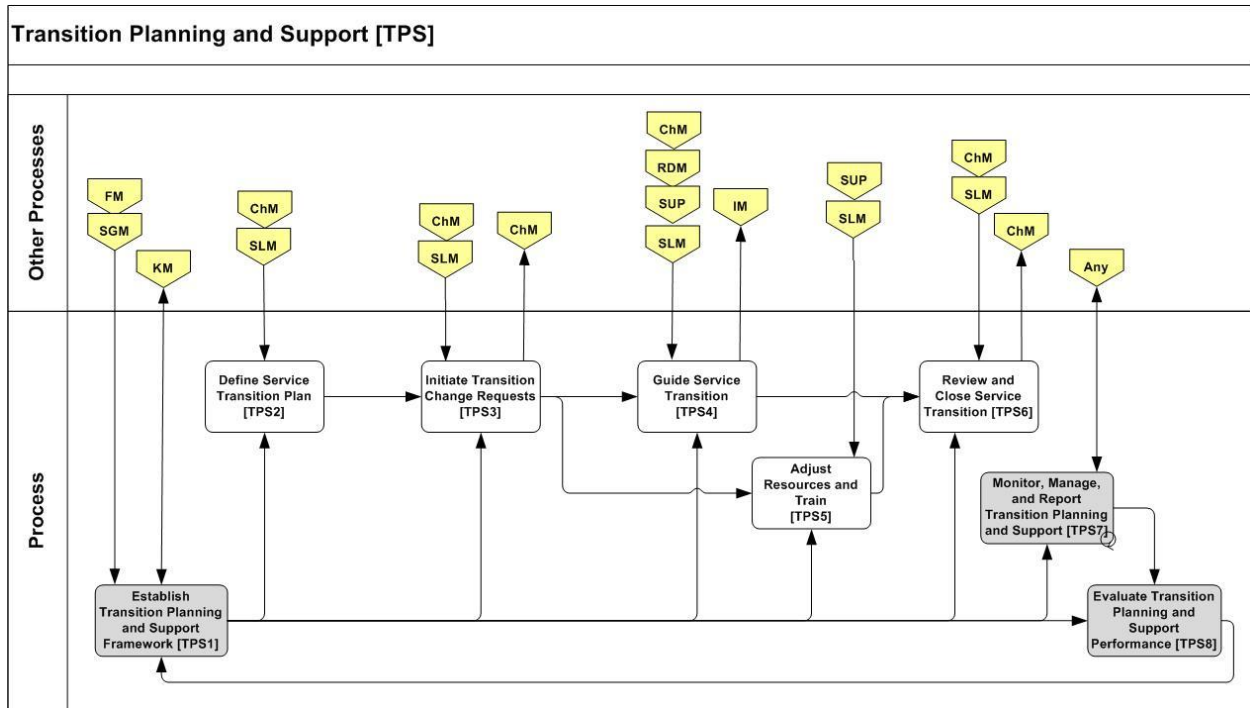 Transition Planning and Support [TPS]
Other Processes
FM
SGM
KM
ChM
SLM
ChM
SLM
ChM
ChM
RDM
SUP
SLM
IM
SUP
SLM
ChM
SLM
ChM
Any
Process
Define Service
Transition Plan
[TPS2]
Initiate Transition
Change Requests
[TPS3]
Guide Service
Transition
[TPS4]
Review and
Close Service
Transition [TPS6]
Adjust
Resources and
Train
[TPS5]
Monitor, Manage,
and Report
Transition Planning
and Support [TPS7]
Establish
Transition Planning
and Support
Framework [TPS1]
Evaluate Transition
Planning and
Support
Performance [TPS8]